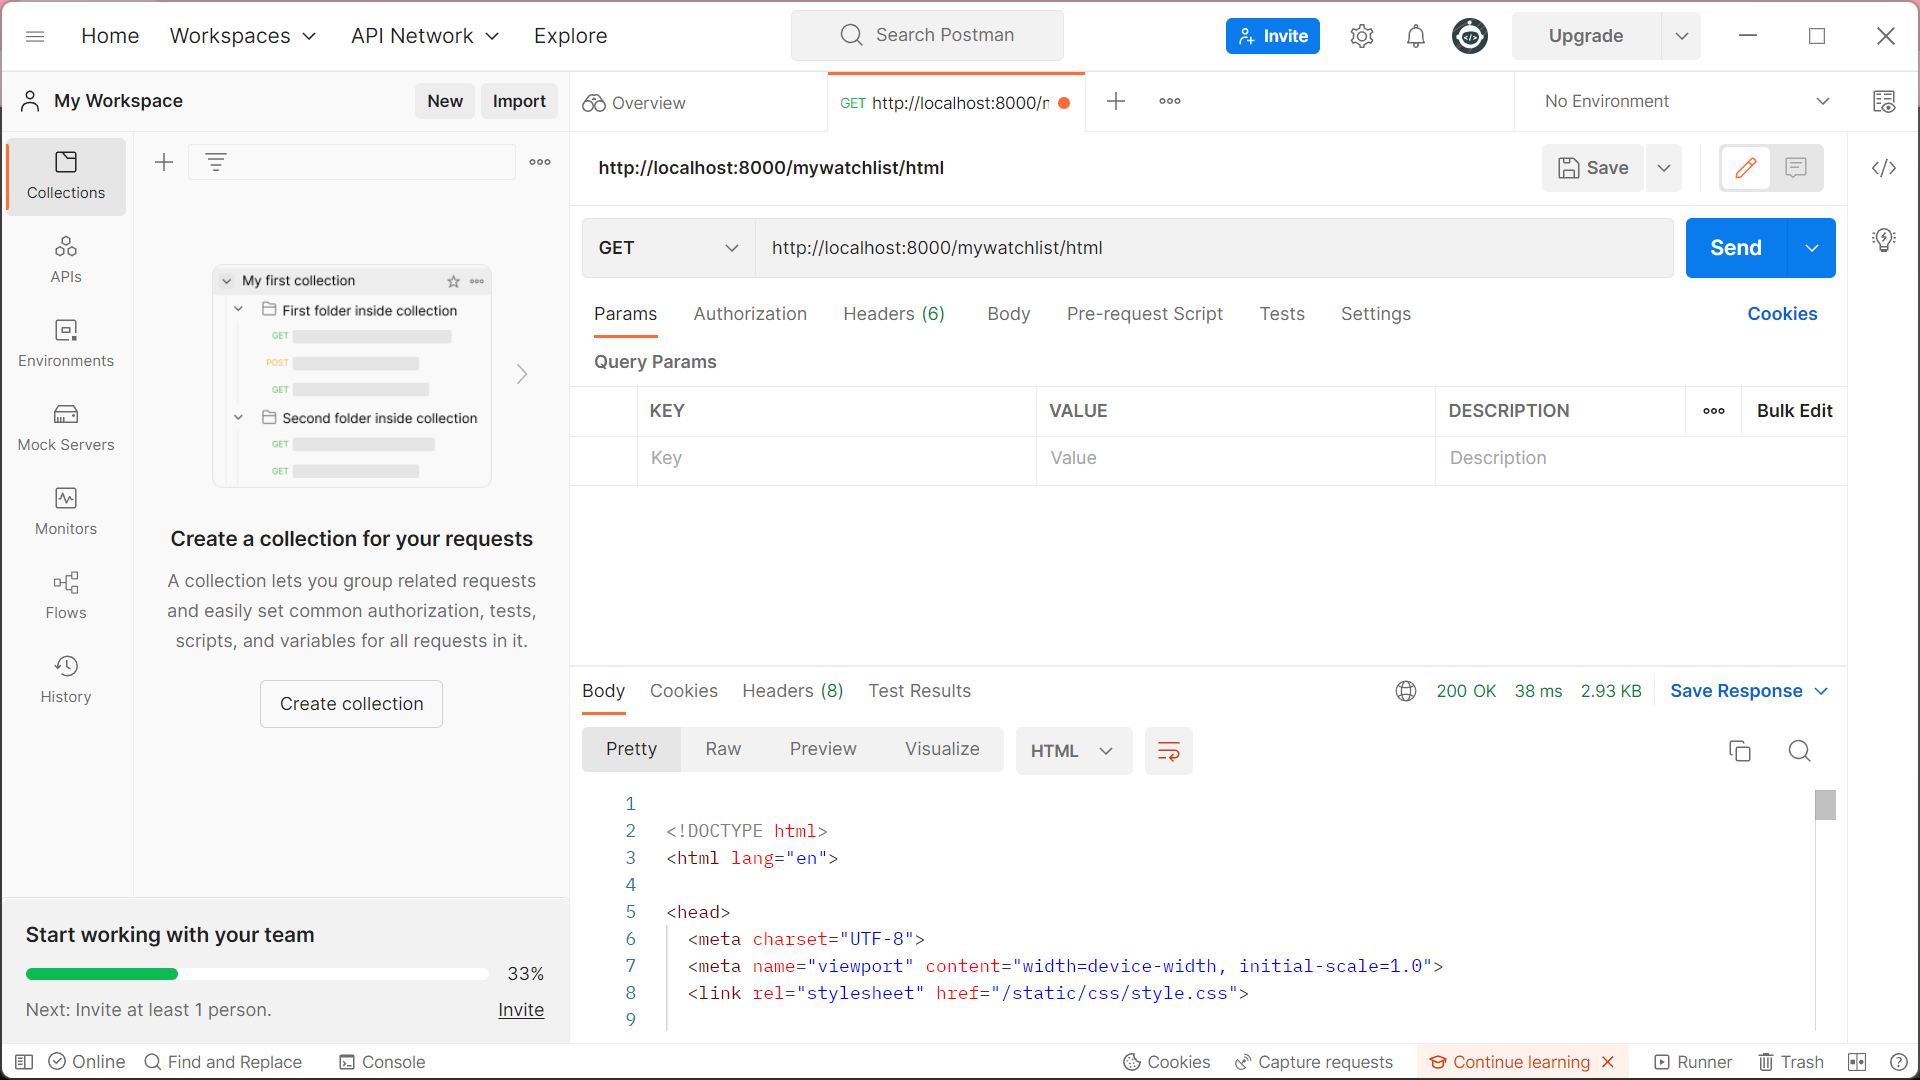 Home Workspaces API Network Explore Search Postman Invite Upgrade
My Workspace New Import Overview GET http://localhost:8000/ No Environment
http://localhost:8000/mywatchlist/html Save
GET http://localhost:8000/mywatchlist/html Send
Params Authorization Headers (6) Body Pre-request Script Tests Settings Cookies
Query Params
KEY VALUE DESCRIPTION Bulk Edit
Key Value Description
Collections
APIs
Environments
Mock Servers
Monitors
Flows
History
My first collection
First folder inside collection
GET
POST
GET
Second folder inside collection
GET
GET
Create a collection for your requests
A collection lets you group related requests
and easily set common authorization, tests,
scripts, and variables for all requests in it.
Create collection
Start working with your team
33%
Next: Invite at least 1 person. Invite
Body Cookies Headers (8) Test Results 200 OK 38 ms 2.93 KB Save Response
Pretty Raw Preview Visualize HTML
1
2 <!DOCTYPE html>
3 <html lang="en">
4
5 <head>
6 <meta charset="UTF-8">
7 <meta name="viewport" content="width=device-width, initial-scale=1.0">
8 <link rel="stylesheet" href="/static/css/style.css">
9
Online Find and Replace Console Cookies Capture requests Continue learning Runner Trash